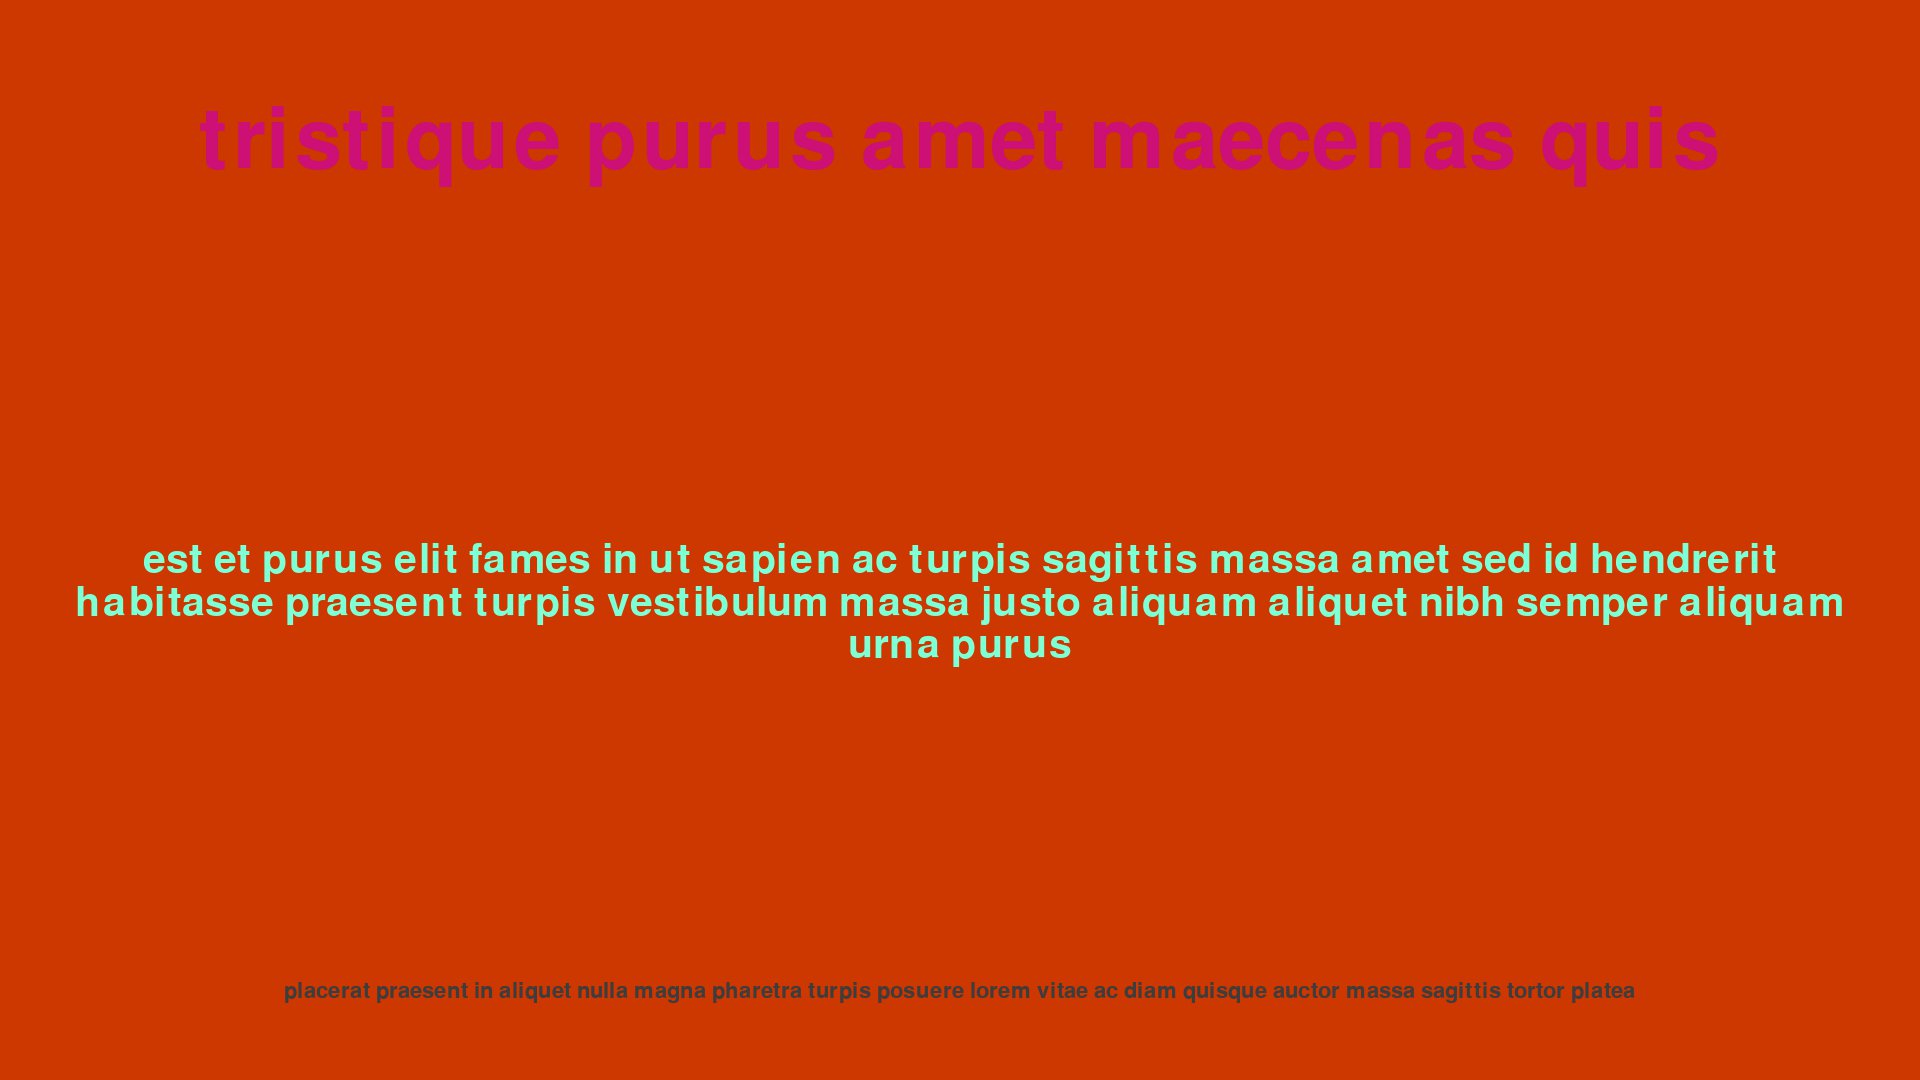 tristique purus amet maecenas quis
est et purus elit fames in ut sapien ac turpis sagittis massa amet sed id hendrerit
habitasse praesent turpis vestibulum massa justo aliquam aliquet nibh semper aliquam
urna purus
placerat praesent in aliquet nulla magna pharetra turpis posuere lorem vitae ac diam quisque auctor massa sagittis tortor platea